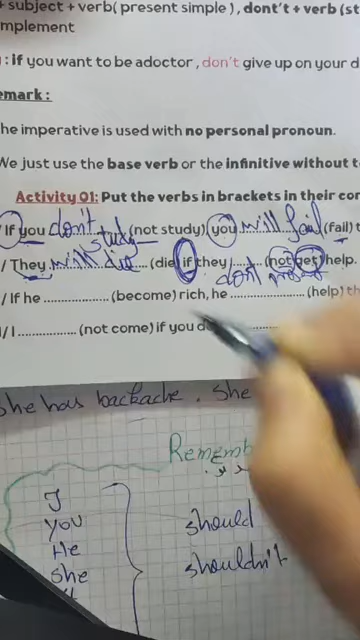 + subject + verb( present simple), dont't + verb (st
mplement
: if you want to be adoctor , don't give up on your d
emark :
he imperative is used with no personal pronoun.
We just use the base verb or the infinitive without t
Activity 01: Put the verbs in brackets in their cor
/ If you don't study (not study) you will fail (fail) t
/ They will die (die if they don't (not get) help.
/ If he .................. (become) rich, he .................... (help) th
I/ I ................ (not come) if you d
she has backache . She
Rememb
I
you
He
She
should
shouldn't